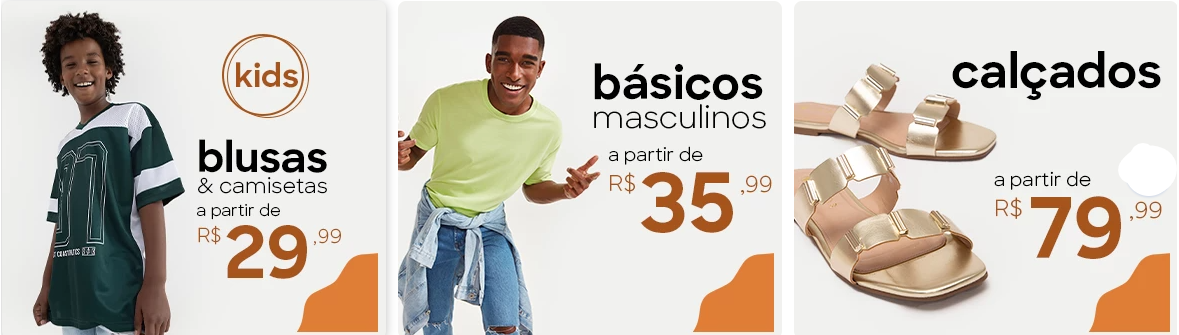 kids
blusas
& camisetas
a partir de
R$ 29,99
básicos
masculinos
a partir de
R$ 35,99
calçados
a partir de
R$ 79,99